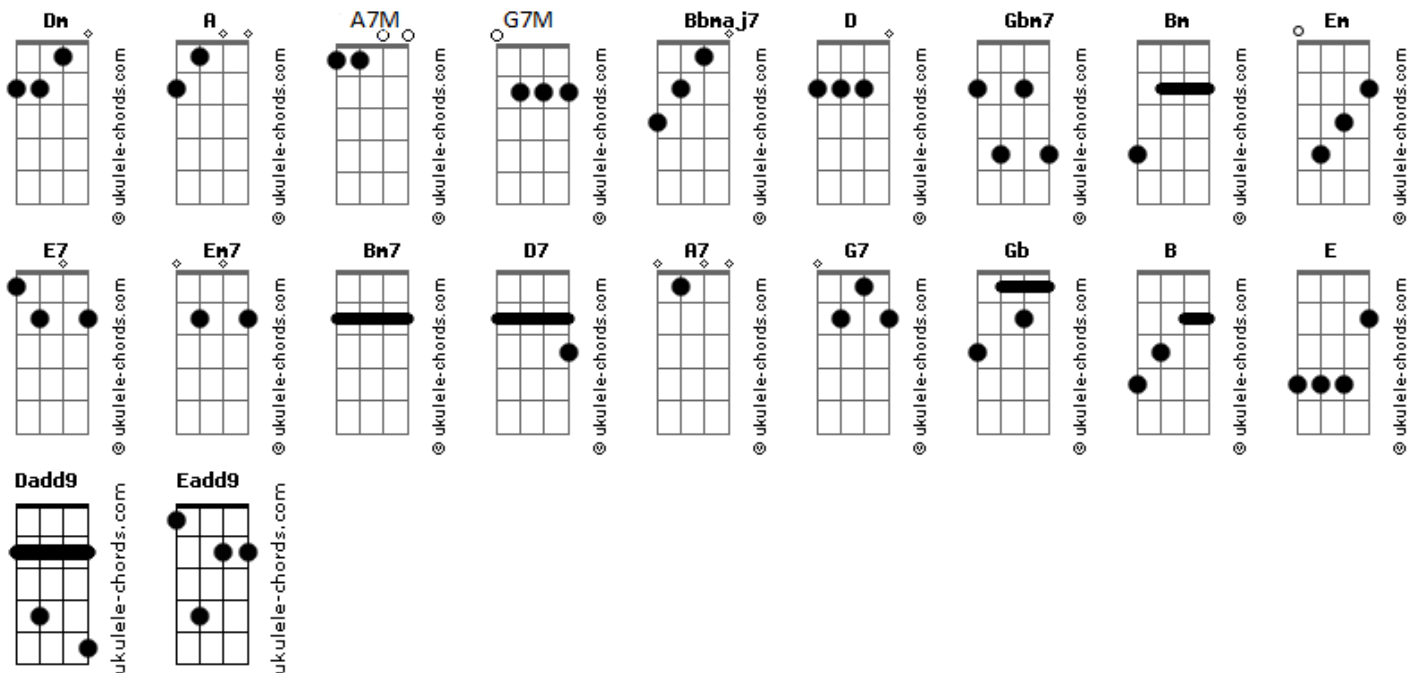 Dm A A7M G7M Bbmaj7 D Gbm7 Bm Em
© ukulele-chords.com © ukulele-chords.com © ukulele-chords.com © ukulele-chords.com © ukulele-chords.com © ukulele-chords.com © ukulele-chords.com © ukulele-chords.com © ukulele-chords.com
E7 Em7 Bm7 D7 A7 G7 Gb B E
© ukulele-chords.com © ukulele-chords.com © ukulele-chords.com © ukulele-chords.com © ukulele-chords.com © ukulele-chords.com © ukulele-chords.com © ukulele-chords.com © ukulele-chords.com
Dadd9 Eadd9
ukulele-chords.com ukulele-chords.com